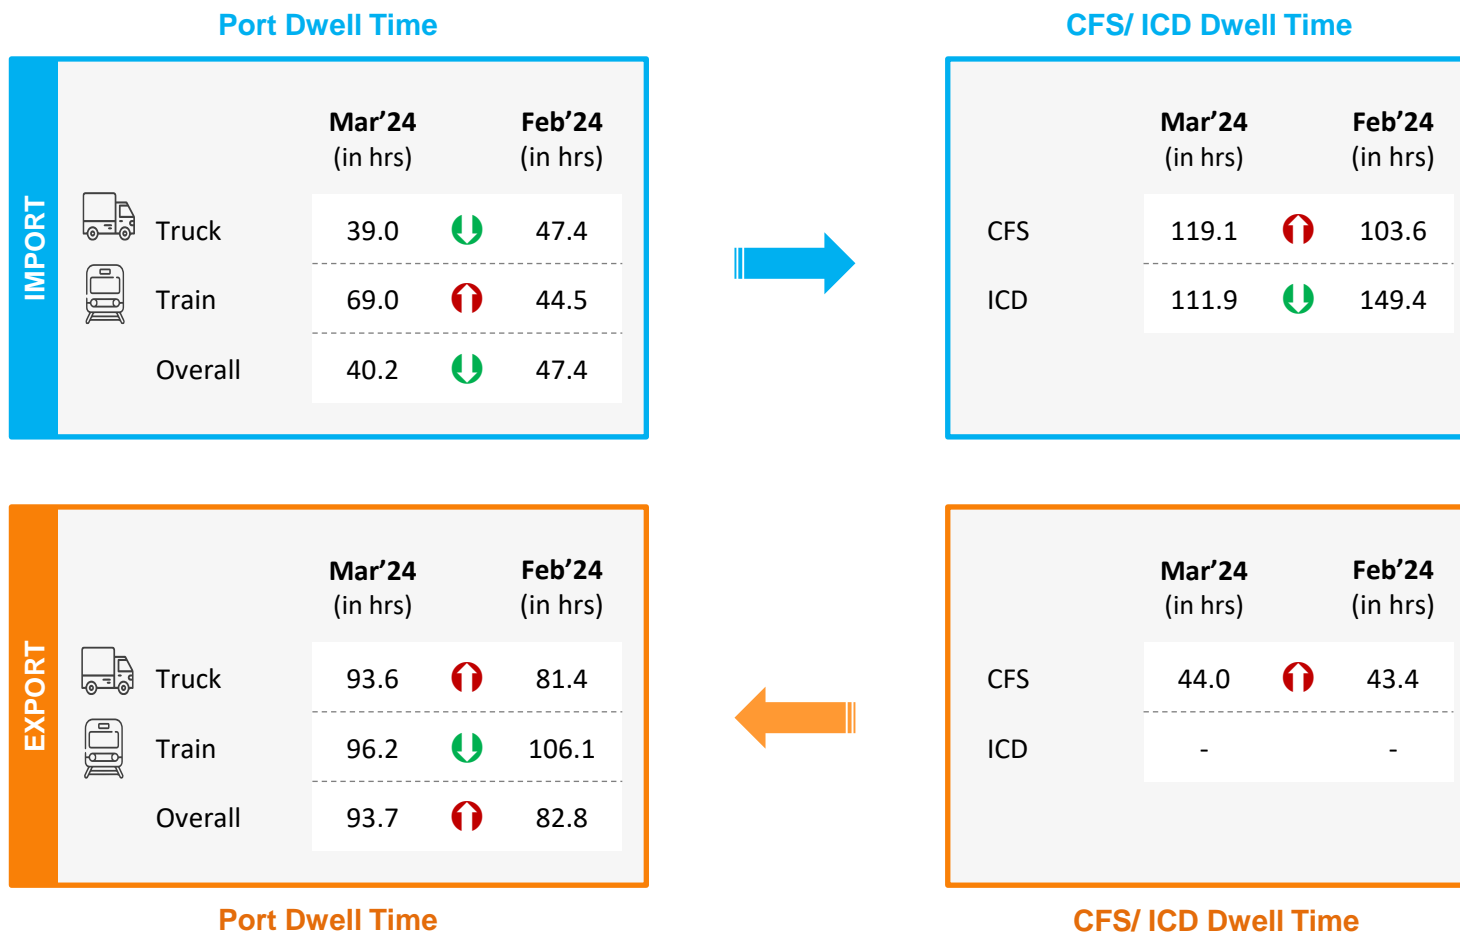 Port Dwell Time
CFS/ ICD Dwell Time
IMPORT
Mar’24 Feb’24
(in hrs) (in hrs)
Truck 39.0 47.4
Train 69.0 44.5
Overall 40.2 47.4
Mar’24 Feb’24
(in hrs) (in hrs)
CFS 119.1 103.6
ICD 111.9 149.4
EXPORT
Mar’24 Feb’24
(in hrs) (in hrs)
Truck 93.6 81.4
Train 96.2 106.1
Overall 93.7 82.8
Mar’24 Feb’24
(in hrs) (in hrs)
CFS 44.0 43.4
ICD - -
Port Dwell Time
CFS/ ICD Dwell Time